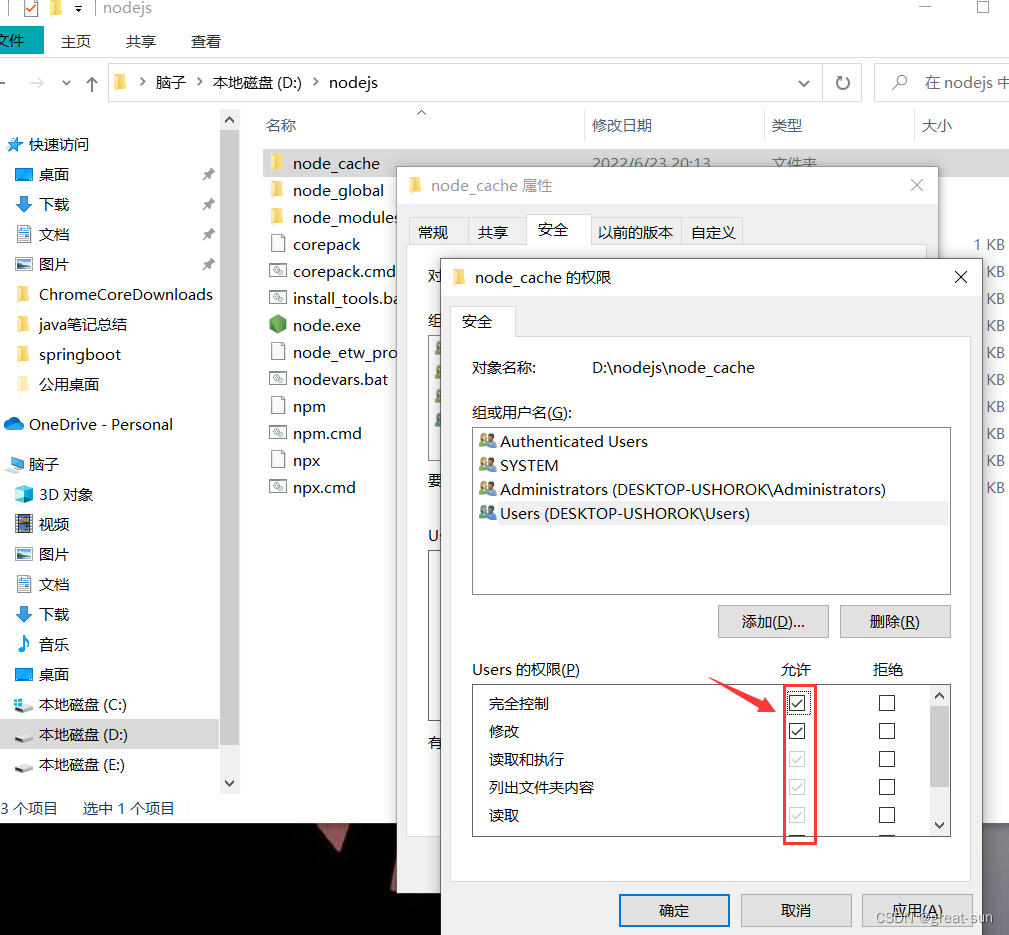 nodejs
文件
主页
共享
查看
脑子
本地磁盘 (D:)
nodejs
在 nodejs 中
名称
修改日期
类型
大小
快速访问
桌面
下载
文档
图片
ChromeCoreDownloads
java笔记总结
springboot
公用桌面
OneDrive - Personal
脑子
3D 对象
视频
图片
文档
下载
音乐
桌面
本地磁盘 (C:)
本地磁盘 (D:)
本地磁盘 (E:)
3 个项目
选中 1 个项目
node_cache
2022/6/23 20:13
文件夹
node_global
node_modules
corepack
1 KB
corepack.cmd
KB
install_tools.ba
KB
node.exe
KB
node_etw_pro
KB
nodevars.bat
KB
npm
KB
npm.cmd
KB
npx
KB
npx.cmd
KB
node_cache 属性
常规
共享
安全
以前的版本
自定义
对
组
要
Us
有
node_cache 的权限
安全
对象名称:
D:\nodejs\node_cache
组或用户名(G):
Authenticated Users
SYSTEM
Administrators (DESKTOP-USHOROK\Administrators)
Users (DESKTOP-USHOROK\Users)
添加(D)...
删除(R)
Users 的权限(P)
允许
拒绝
完全控制
修改
读取和执行
列出文件夹内容
读取
确定
取消
应用(A)
CSDN @great-sun